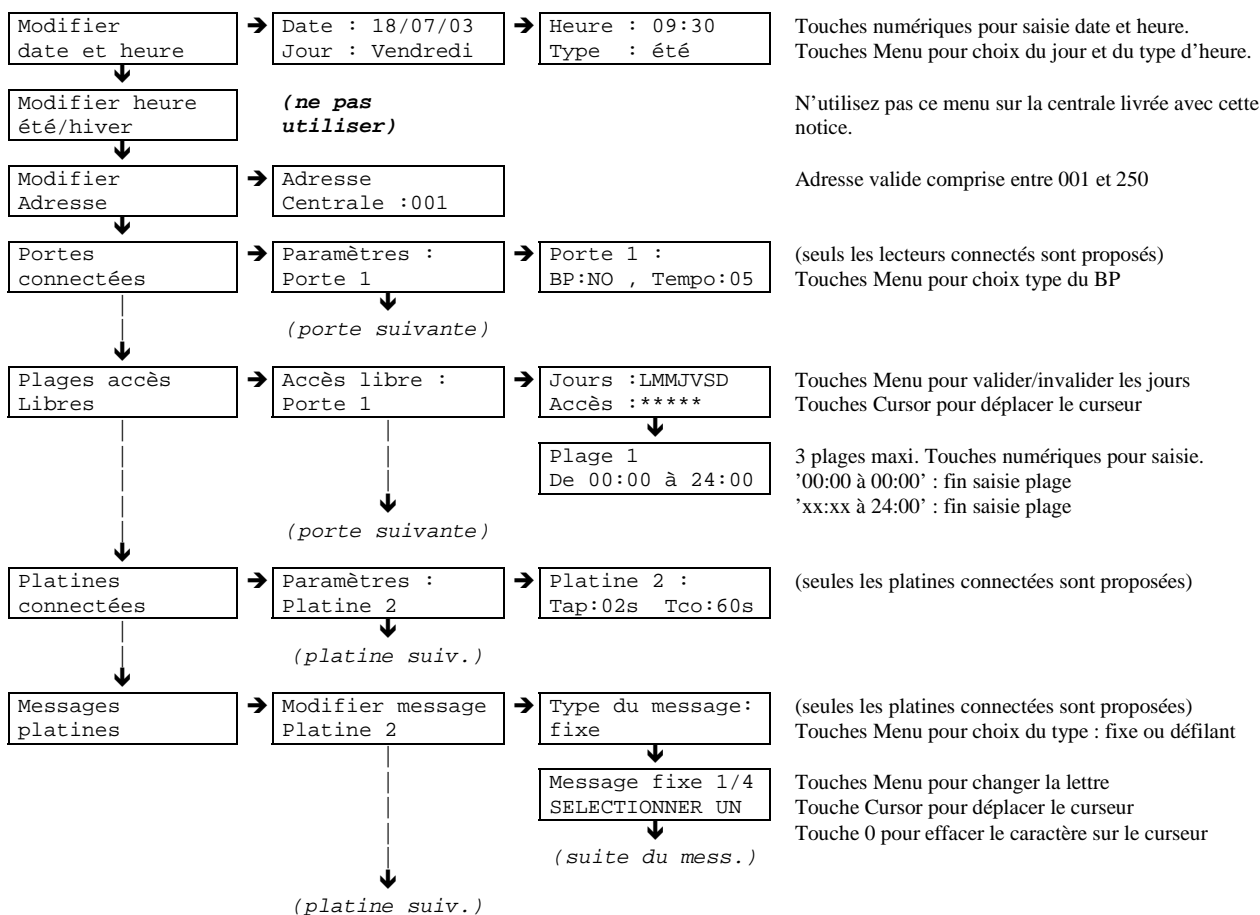 Modifier
date et heure
Date : 18/07/03
Jour : Vendredi
Heure : 09:30
Type : été
Touches numériques pour saisie date et heure.
Touches Menu pour choix du jour et du type d’heure.
Modifier heure
été/hiver
(ne pas
utiliser)
N’utilisez pas ce menu sur la centrale livrée avec cette
notice.
Modifier
Adresse
Adresse
Centrale :001
Adresse valide comprise entre 001 et 250
Portes
connectées
Paramètres :
Porte 1
Porte 1 :
BP:NO , Tempo:05
(seuls les lecteurs connectés sont proposés)
Touches Menu pour choix type du BP
(porte suivante)
Plages accès
Libres
Accès libre :
Porte 1
Jours :LMMJVSD
Accès :*****
Touches Menu pour valider/invalider les jours
Touches Cursor pour déplacer le curseur
Plage 1
De 00:00 à 24:00
3 plages maxi. Touches numériques pour saisie.
’00:00 à 00:00’ : fin saisie plage
’xx:xx à 24:00’ : fin saisie plage
(porte suivante)
Platines
connectées
Paramètres :
Platine 2
Platine 2 :
Tap:02s Tco:60s
(seules les platines connectées sont proposées)
(platine suiv.)
Messages
platines
Modifier message
Platine 2
Type du message:
fixe
(seules les platines connectées sont proposées)
Touches Menu pour choix du type : fixe ou défilant
Message fixe 1/4
SELECTIONNER UN
Touches Menu pour changer la lettre
Touche Cursor pour déplacer le curseur
Touche 0 pour effacer le caractère sur le curseur
(suite du mess.)
(platine suiv.)